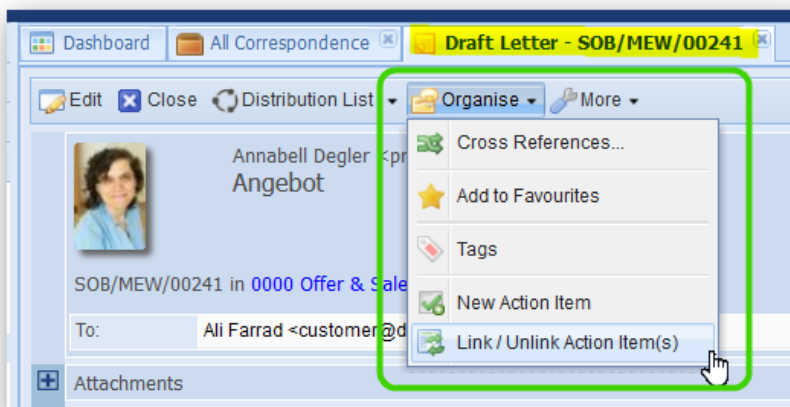 Dashboard All Correspondence Draft Letter - SOB/MEW/00241
Edit Close Distribution List Organise More
Annabell Degler <pr
Angebot
Cross References...
Add to Favourites
Tags
SOB/MEW/00241 in 0000 Offer & Sale
New Action Item
To: Ali Farrad <customer@d
Link / Unlink Action Item(s)
Attachments